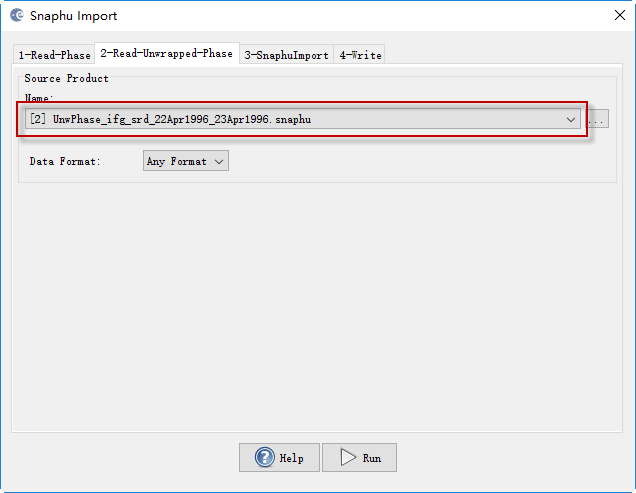 Snaphu Import
1-Read-Phase 2-Read-Unwrapped-Phase 3-SnaphuImport 4-Write
Source Product
Name:
[2] UnwPhase_ifg_srd_22Apr1996_23Apr1996.snaphu ...
Data Format: Any Format
Help Run